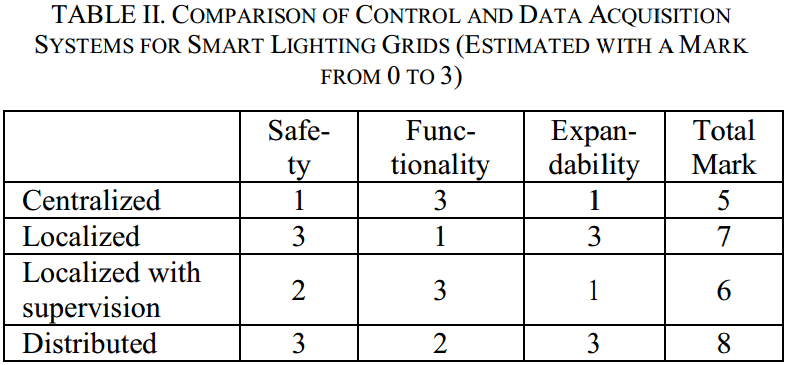 TABLE II. COMPARISON OF CONTROL AND DATA ACQUISITION
SYSTEMS FOR SMART LIGHTING GRIDS (ESTIMATED WITH A MARK
FROM 0 TO 3)
Safe- Func- Expan- Total
ty tionality dability Mark
Centralized 1 3 1 5
Localized 3 1 3 7
Localized with
supervision 2 3 1 6
Distributed 3 2 3 8